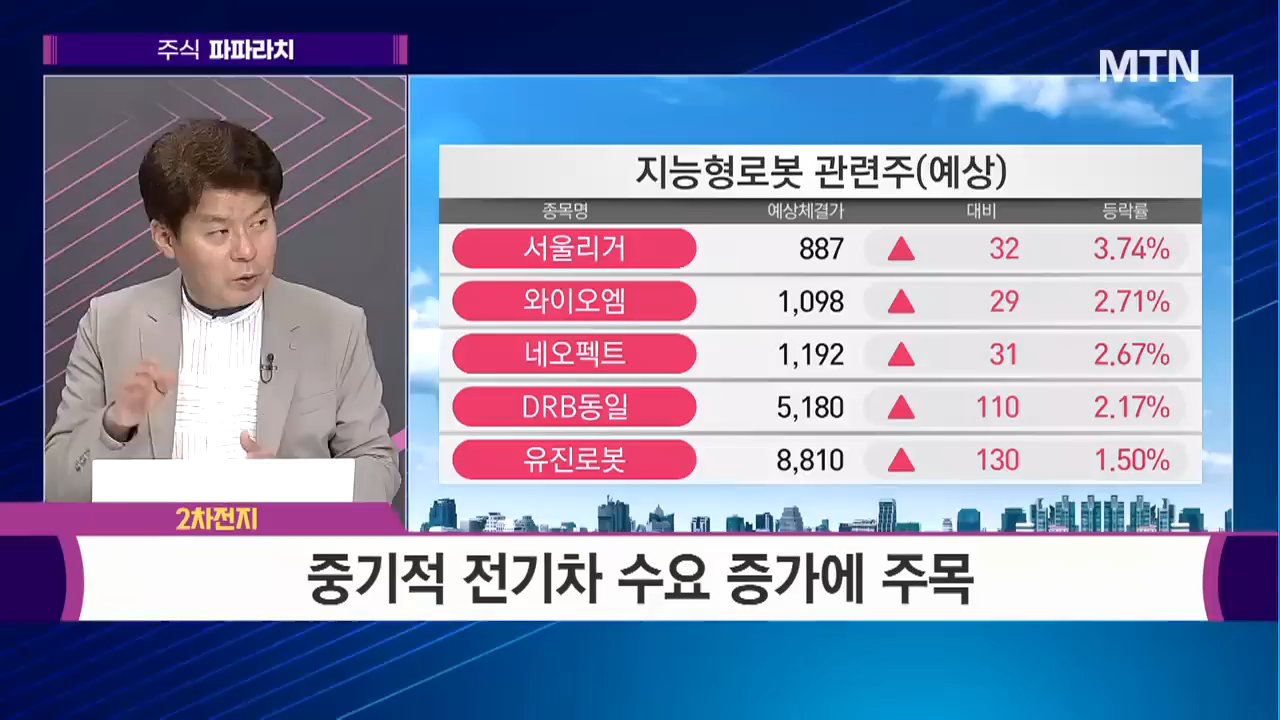 주식 파파라치
MTN
지능형로봇 관련주(예상)
종목명 예상체결가 대비 등락률
서울리거 887 ▲ 32 3.74%
와이오엠 1,098 ▲ 29 2.71%
네오펙트 1,192 ▲ 31 2.67%
DRB동일 5,180 ▲ 110 2.17%
유진로봇 8,810 ▲ 130 1.50%
2차전지
중기적 전기차 수요 증가에 주목